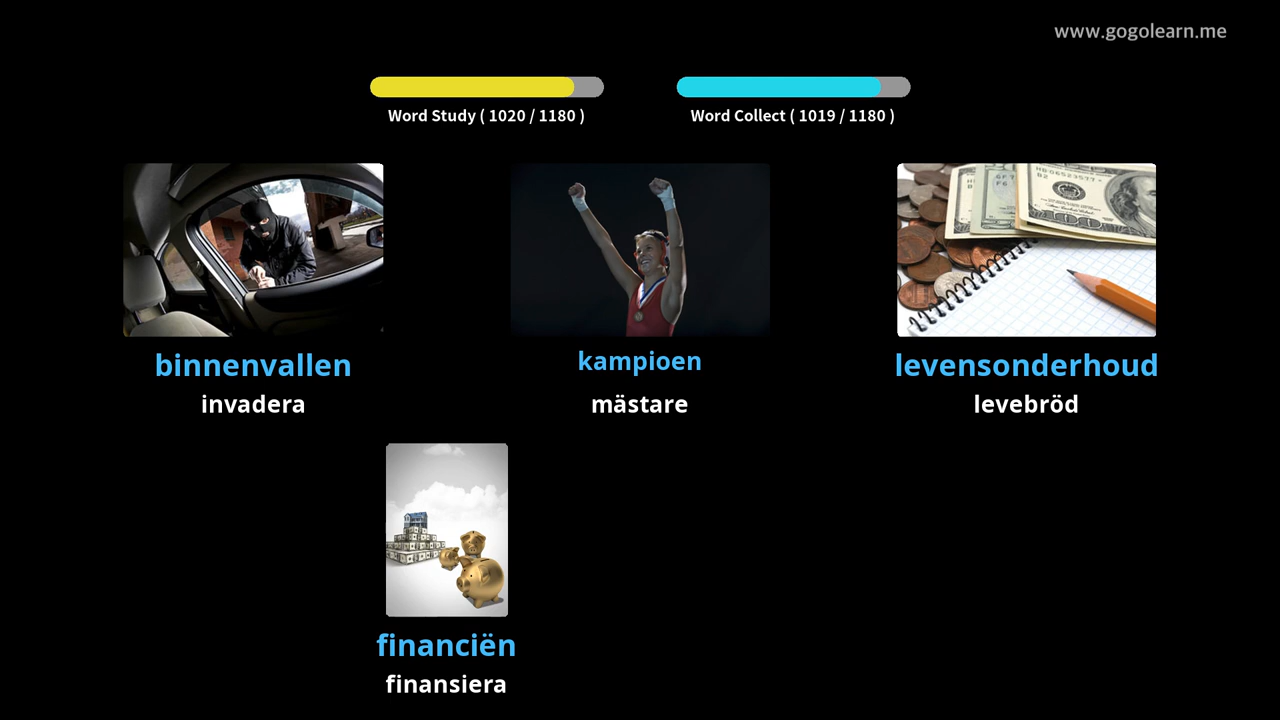 www.gogolearn.me
Word Study ( 1020 / 1180 )
Word Collect ( 1019 / 1180 )
binnenvallen
invadera
kampioen
mästare
levensonderhoud
levebröd
financiën
finansiera